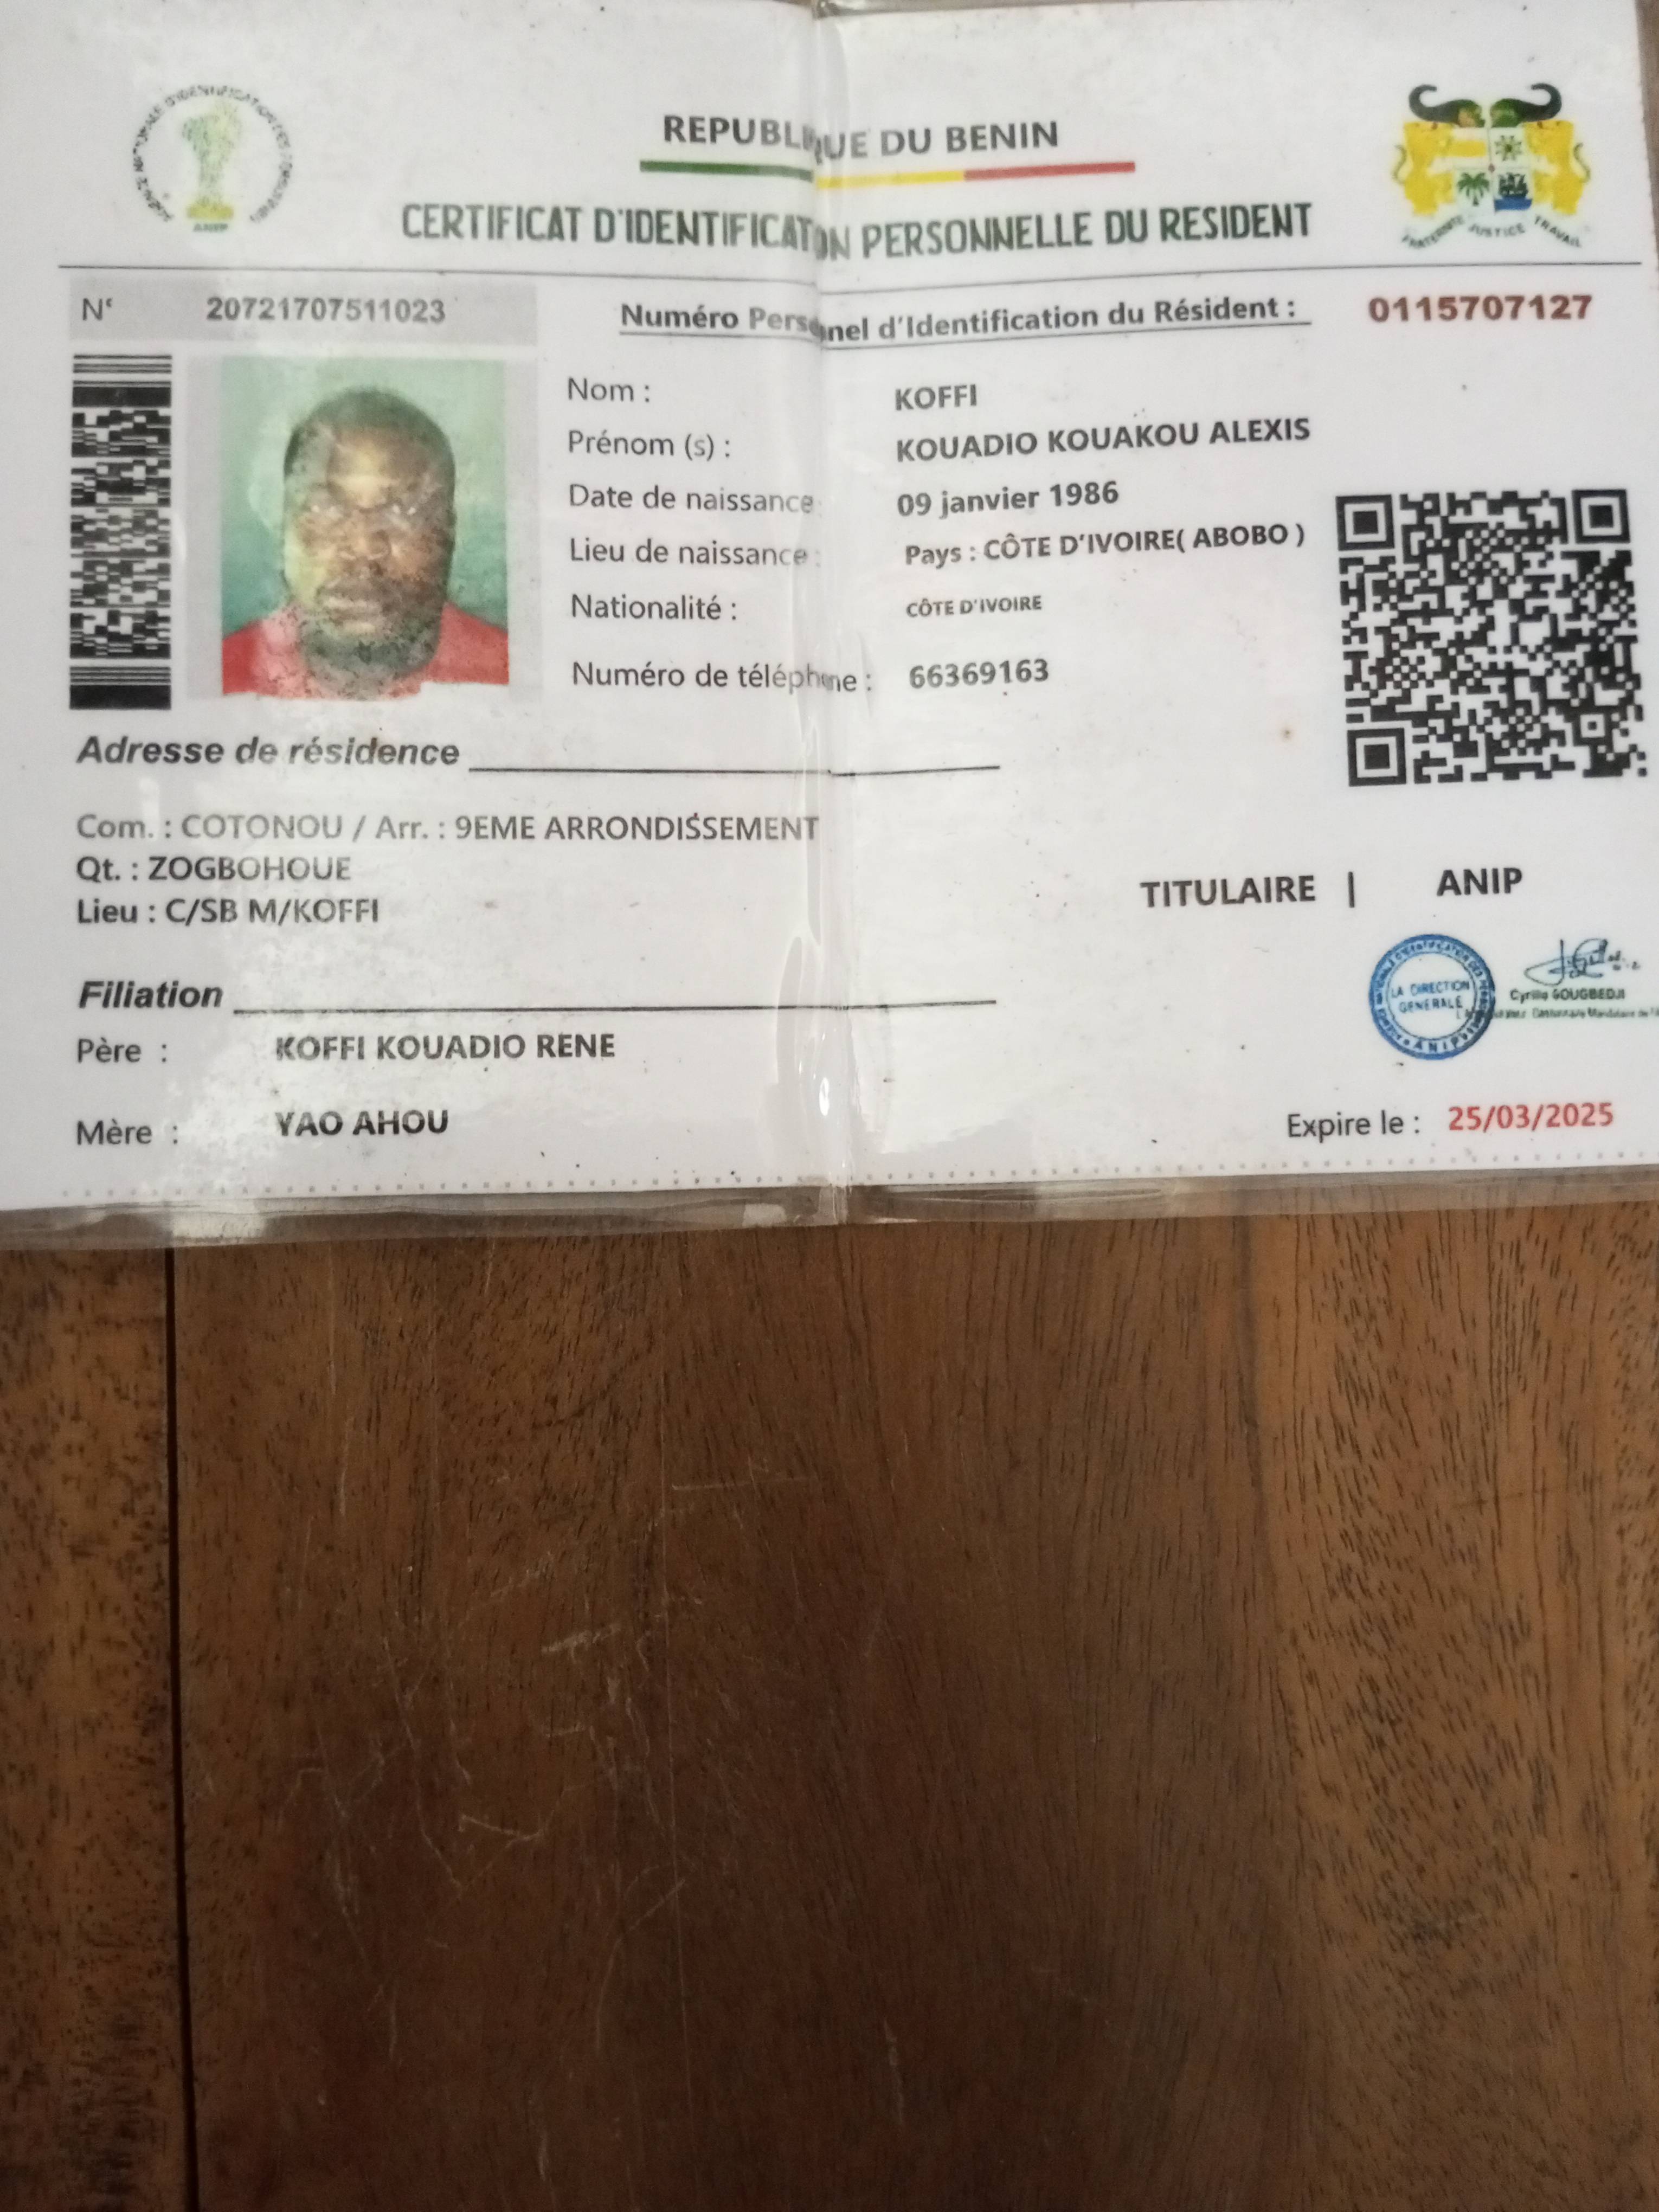 REPUBLIQUE DU BENIN
CERTIFICAT D'IDENTIFICATION PERSONNELLE DU RESIDENT
FRATERNITE JUSTICE TRAVAIL
ANIP
N° 20721707511023
Numéro Personnel d'Identification du Résident : 0115707127
Nom : KOFFI
Prénom (s) : KOUADIO KOUAKOU ALEXIS
Date de naissance : 09 janvier 1986
Lieu de naissance : Pays : CÔTE D'IVOIRE( ABOBO )
Nationalité : CÔTE D'IVOIRE
Numéro de téléphone : 66369163
Adresse de résidence
Com. : COTONOU / Arr. : 9EME ARRONDISSEMENT
Qt. : ZOGBOHOUE
Lieu : C/SB M/KOFFI
TITULAIRE | ANIP
LA DIRECTION
GENERALE
ANIP
Cyrille GOUGBEDJI
Filiation
Père : KOFFI KOUADIO RENE
Mère : YAO AHOU
Expire le : 25/03/2025